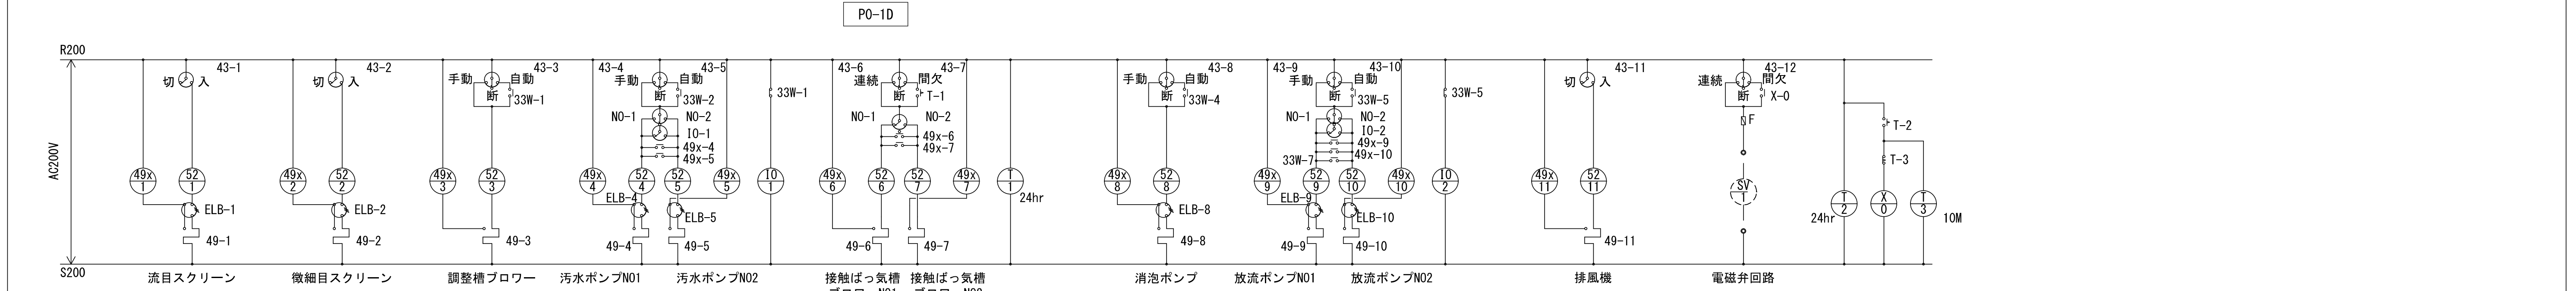 PO-1D
R200
43-1
43-2
43-3
43-4
43-5
43-6
43-7
43-8
43-9
43-10
43-11
43-12
切 入
切 入
手動 自動
断
33W-1
手動 自動
断
33W-2
33W-1
連続 間欠
断
T-1
手動 自動
断
33W-4
手動 自動
断
33W-5
33W-5
切 入
連続 間欠
断
X-0
F
NO-1 NO-2
IO-1
49x-4
49x-5
NO-1 NO-2
49x-6
49x-7
NO-1 NO-2
IO-2
49x-9
49x-10
33W-7
T-2
T-3
AC200V
49x
1
52
1
49x
2
52
2
49x
3
52
3
49x
4
52
4
52
5
49x
5
IO
1
49x
6
52
6
52
7
49x
7
T
1
24hr
49x
8
52
8
49x
9
52
9
52
10
49x
10
IO
2
49x
11
52
11
SV
1
T
2
24hr
X
0
T
3
10M
ELB-1
ELB-2
ELB-4
ELB-5
ELB-8
ELB-9
ELB-10
49-1
49-2
49-3
49-4
49-5
49-6
49-7
49-8
49-9
49-10
49-11
S200
流目スクリーン
微細目スクリーン
調整槽ブロワー
汚水ポンプNO1
汚水ポンプNO2
接触ばっ気槽
接触ばっ気槽
消泡ポンプ
放流ポンプNO1
放流ポンプNO2
排風機
電磁弁回路